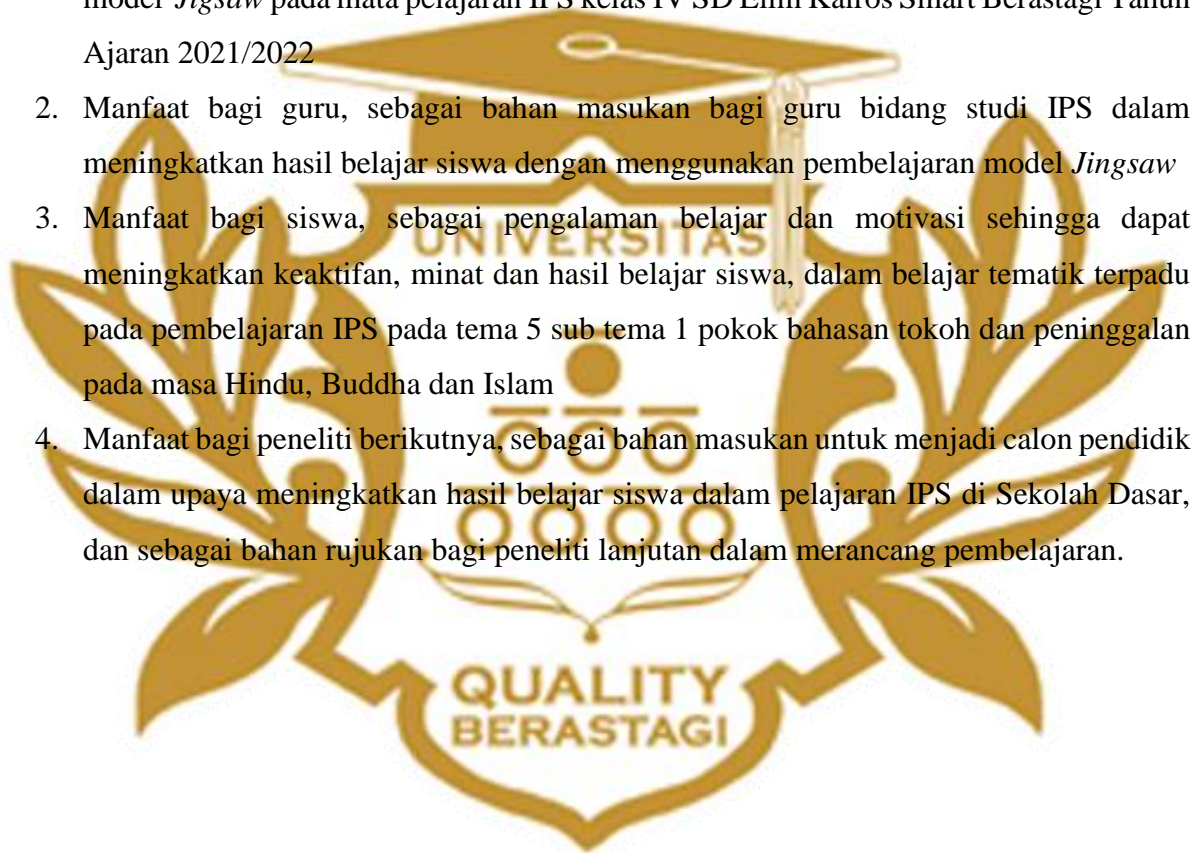 model Jigsaw pada mata pelajaran IPS kelas IV SD Elim Kairos Smart Berastagi Tahun
Ajaran 2021/2022
2. Manfaat bagi guru, sebagai bahan masukan bagi guru bidang studi IPS dalam
meningkatkan hasil belajar siswa dengan menggunakan pembelajaran model Jingsaw
3. Manfaat bagi siswa, sebagai pengalaman belajar dan motivasi sehingga dapat
meningkatkan keaktifan, minat dan hasil belajar siswa, dalam belajar tematik terpadu
pada pembelajaran IPS pada tema 5 sub tema 1 pokok bahasan tokoh dan peninggalan
pada masa Hindu, Buddha dan Islam
4. Manfaat bagi peneliti berikutnya, sebagai bahan masukan untuk menjadi calon pendidik
dalam upaya meningkatkan hasil belajar siswa dalam pelajaran IPS di Sekolah Dasar,
dan sebagai bahan rujukan bagi peneliti lanjutan dalam merancang pembelajaran.
UNIVERSITAS
QUALITY
BERASTAGI